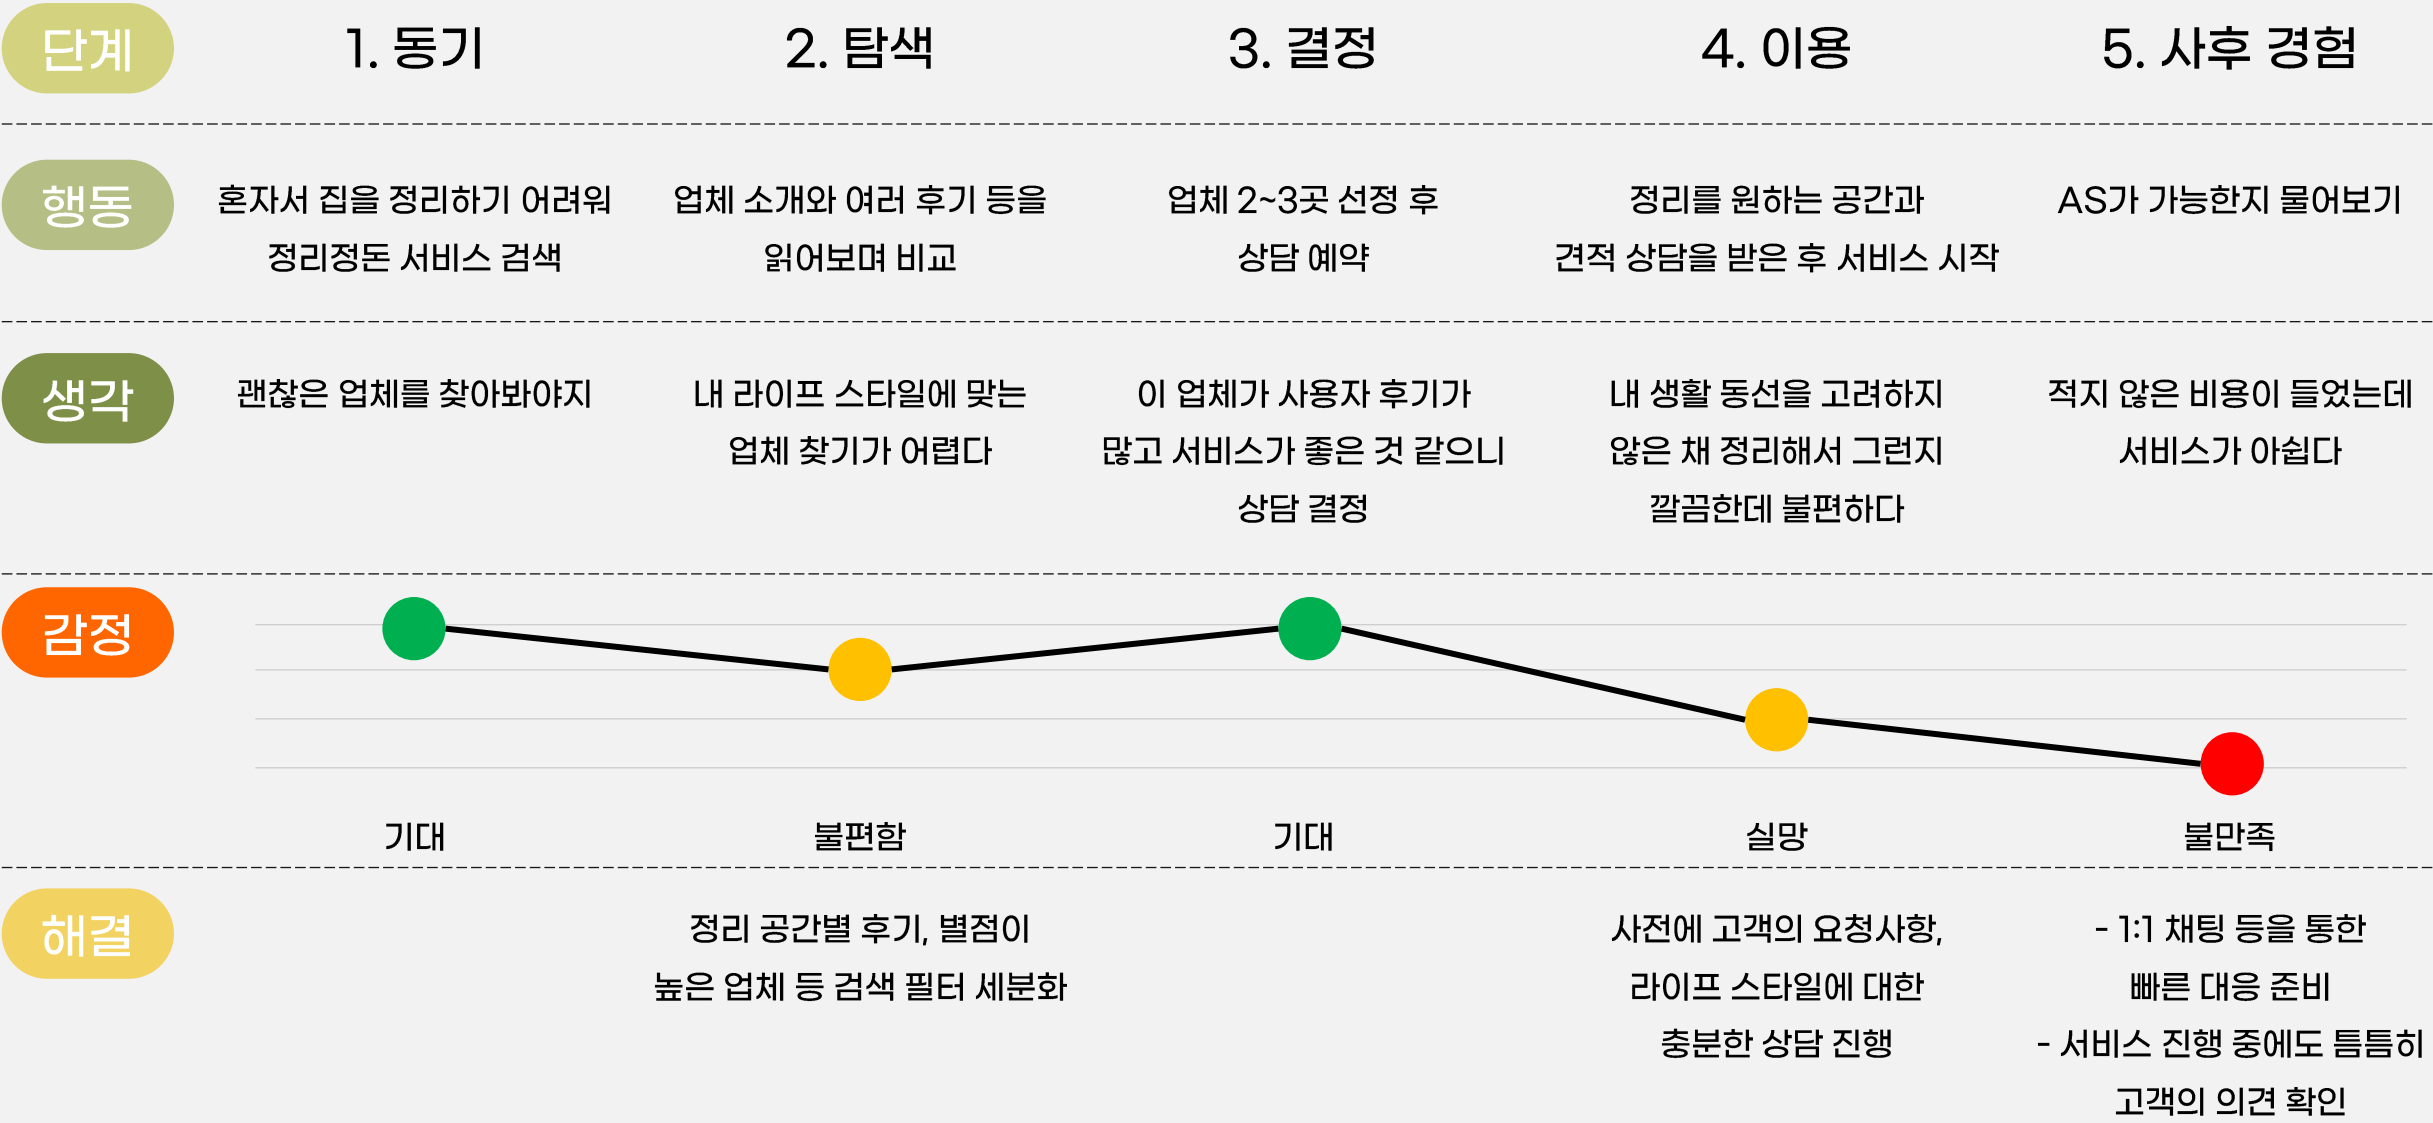 단계
1. 동기
2. 탐색
3. 결정
4. 이용
5. 사후 경험
행동
혼자서 집을 정리하기 어려워
정리정돈 서비스 검색
업체 소개와 여러 후기 등을
읽어보며 비교
업체 2~3곳 선정 후
상담 예약
정리를 원하는 공간과
견적 상담을 받은 후 서비스 시작
AS가 가능한지 물어보기
생각
괜찮은 업체를 찾아봐야지
내 라이프 스타일에 맞는
업체 찾기가 어렵다
이 업체가 사용자 후기가
많고 서비스가 좋은 것 같으니
상담 결정
내 생활 동선을 고려하지
않은 채 정리해서 그런지
깔끔한데 불편하다
적지 않은 비용이 들었는데
서비스가 아쉽다
감정
기대
불편함
기대
실망
불만족
해결
정리 공간별 후기, 별점이
높은 업체 등 검색 필터 세분화
사전에 고객의 요청사항,
라이프 스타일에 대한
충분한 상담 진행
- 1:1 채팅 등을 통한
빠른 대응 준비
- 서비스 진행 중에도 틈틈히
고객의 의견 확인